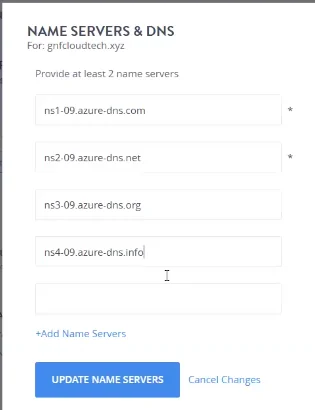 NAME SERVERS & DNS
For: gnfcloudtech.xyz
Provide at least 2 name servers
ns1-09.azure-dns.com
*
ns2-09.azure-dns.net
*
ns3-09.azure-dns.org
ns4-09.azure-dns.info
+Add Name Servers
UPDATE NAME SERVERS Cancel Changes